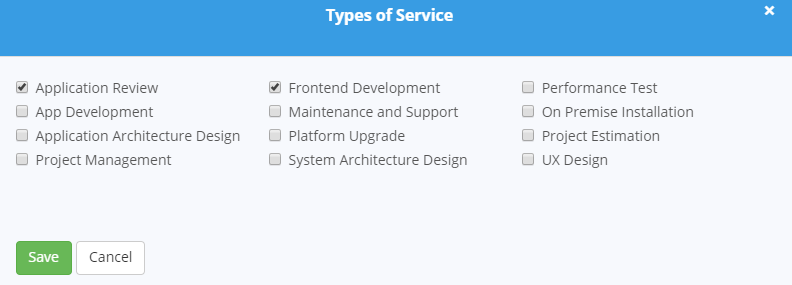 Types of Service
Application Review
Frontend Development
Performance Test
App Development
Maintenance and Support
On Premise Installation
Application Architecture Design
Platform Upgrade
Project Estimation
Project Management
System Architecture Design
UX Design
Save
Cancel